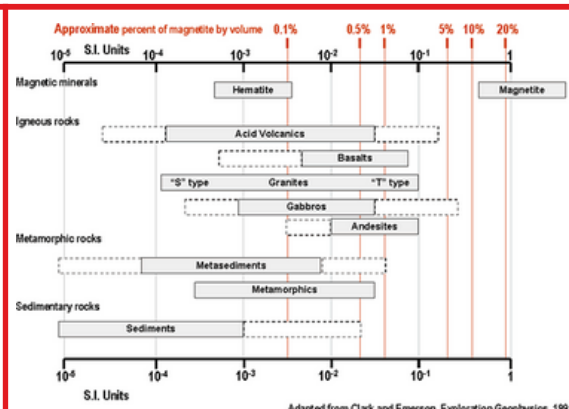 Approximate percent of magnetite by volume 0.1% 0.5% 1% 5% 10% 20%
S.I. Units
10-5 10-4 10-3 10-2 10-1 1
Magnetic minerals
Hematite Magnetite
Igneous rocks
Acid Volcanics
Basalts
"S" type Granites "T" type
Gabbros
Andesites
Metamorphic rocks
Metasediments
Metamorphics
Sedimentary rocks
Sediments
10-5 10-4 10-3 10-2 10-1 1
S.I. Units
Adapted from Clark and Emerson, Exploration Geophysics, 199